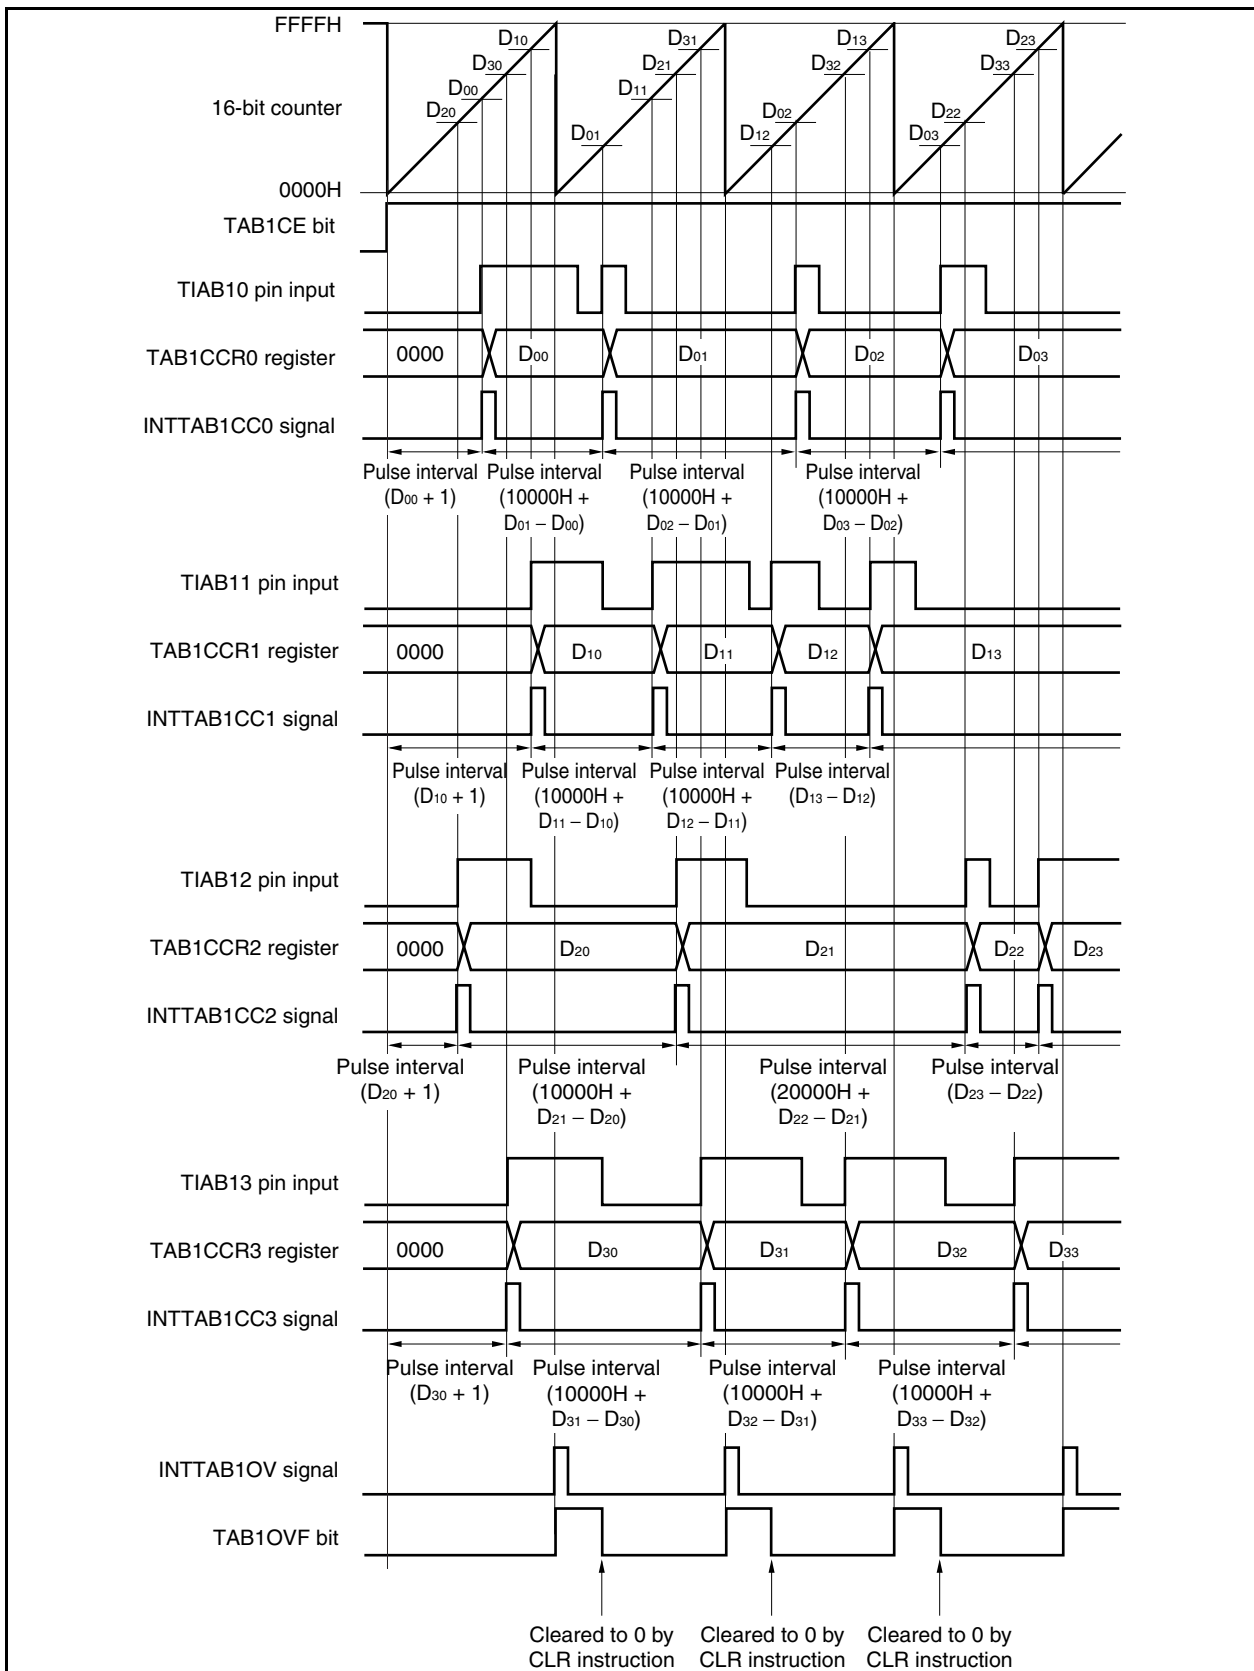 FFFFH
D10
D31
D13
D23
D30
D21
D32
D33
D00
D11
16-bit counter
D20
D02
D22
D01
D12
D03
0000H
TAB1CE bit
TIAB10 pin input
TAB1CCR0 register
0000
D00
D01
D02
D03
INTTAB1CC0 signal
Pulse interval
(D00 + 1)
Pulse interval
(10000H +
D01 – D00)
Pulse interval
(10000H +
D02 – D01)
Pulse interval
(10000H +
D03 – D02)
TIAB11 pin input
TAB1CCR1 register
0000
D10
D11
D12
D13
INTTAB1CC1 signal
Pulse interval
(D10 + 1)
Pulse interval
(10000H +
D11 – D10)
Pulse interval
(10000H +
D12 – D11)
Pulse interval
(D13 – D12)
TIAB12 pin input
TAB1CCR2 register
0000
D20
D21
D22
D23
INTTAB1CC2 signal
Pulse interval
(D20 + 1)
Pulse interval
(10000H +
D21 – D20)
Pulse interval
(20000H +
D22 – D21)
Pulse interval
(D23 – D22)
TIAB13 pin input
TAB1CCR3 register
0000
D30
D31
D32
D33
INTTAB1CC3 signal
Pulse interval
(D30 + 1)
Pulse interval
(10000H +
D31 – D30)
Pulse interval
(10000H +
D32 – D31)
Pulse interval
(10000H +
D33 – D32)
INTTAB1OV signal
TAB1OVF bit
Cleared to 0 by
CLR instruction
Cleared to 0 by
CLR instruction
Cleared to 0 by
CLR instruction